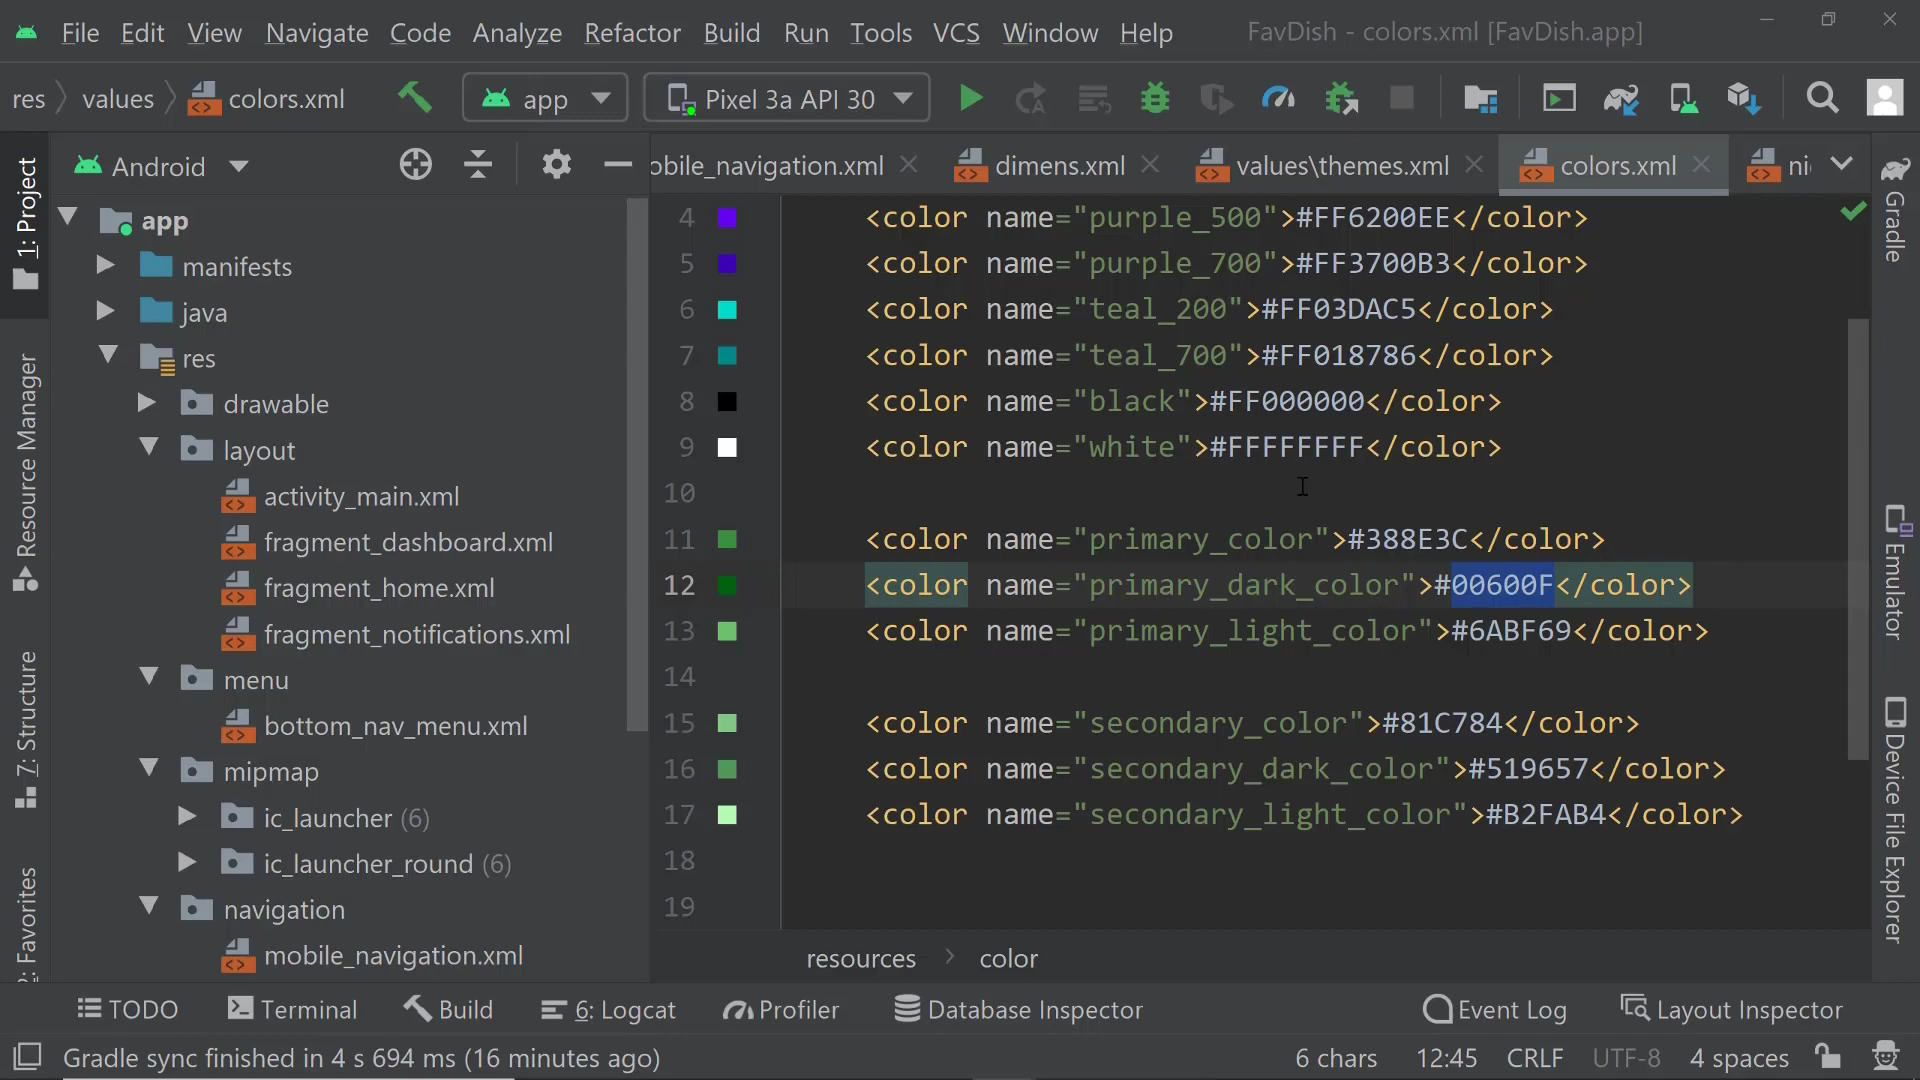 File Edit View Navigate Code Analyze Refactor Build Run Tools VCS Window Help FavDish - colors.xml [FavDish.app]
res values colors.xml app Pixel 3a API 30
Android
obile_navigation.xml dimens.xml values\themes.xml colors.xml ni
1: Project
Resource Manager
7: Structure
2: Favorites
app
manifests
java
res
drawable
layout
activity_main.xml
fragment_dashboard.xml
fragment_home.xml
fragment_notifications.xml
menu
bottom_nav_menu.xml
mipmap
ic_launcher (6)
ic_launcher_round (6)
navigation
mobile_navigation.xml
4 <color name="purple_500">#FF6200EE</color>
5 <color name="purple_700">#FF3700B3</color>
6 <color name="teal_200">#FF03DAC5</color>
7 <color name="teal_700">#FF018786</color>
8 <color name="black">#FF000000</color>
9 <color name="white">#FFFFFFFF</color>
10
11 <color name="primary_color">#388E3C</color>
12 <color name="primary_dark_color">#00600F</color>
13 <color name="primary_light_color">#6ABF69</color>
14
15 <color name="secondary_color">#81C784</color>
16 <color name="secondary_dark_color">#519657</color>
17 <color name="secondary_light_color">#B2FAB4</color>
18
19
resources color
Gradle
Emulator
Device File Explorer
TODO Terminal Build 6: Logcat Profiler Database Inspector Event Log Layout Inspector
Gradle sync finished in 4 s 694 ms (16 minutes ago) 6 chars 12:45 CRLF UTF-8 4 spaces